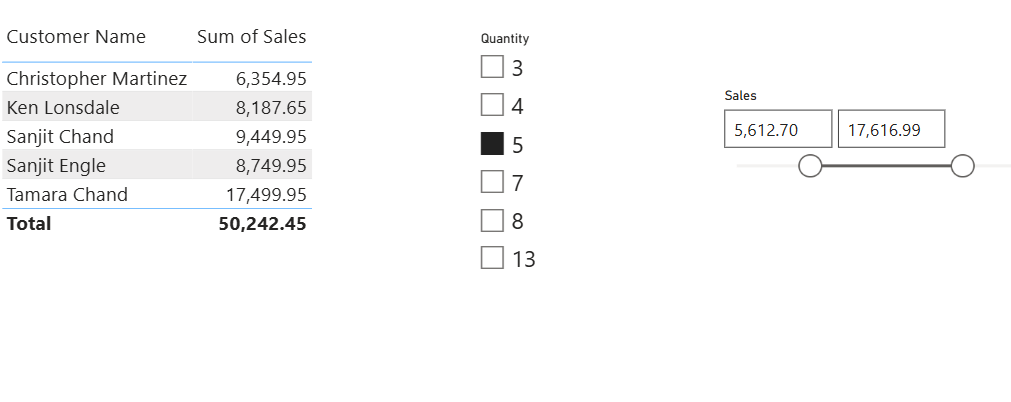 Customer Name Sum of Sales
Christopher Martinez 6,354.95
Ken Lonsdale 8,187.65
Sanjit Chand 9,449.95
Sanjit Engle 8,749.95
Tamara Chand 17,499.95
Total 50,242.45
Quantity
3
4
5
7
8
13
Sales
5,612.70 17,616.99